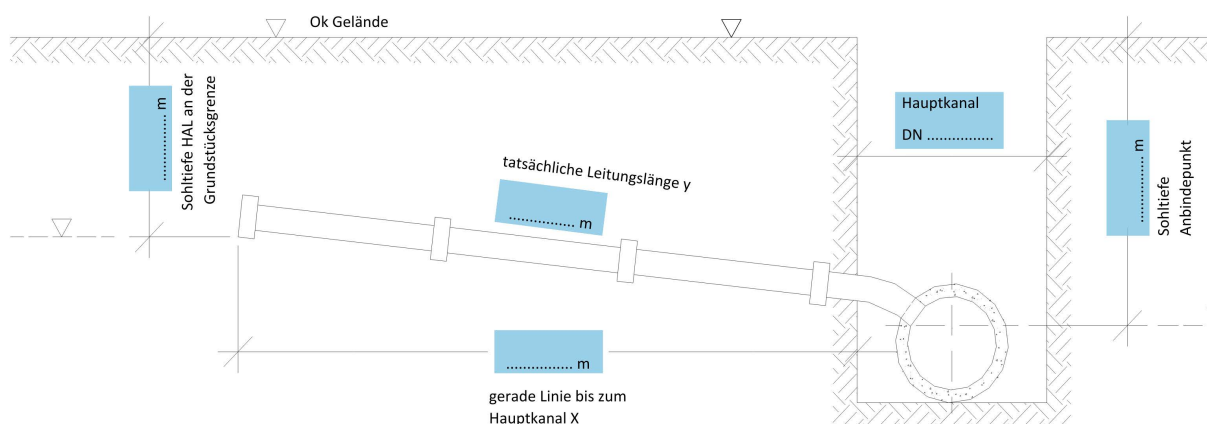 Ok Gelände
................ m
Sohltiefe HAL an der
Grundstücksgrenze
tatsächliche Leitungslänge y
................ m
Hauptkanal
DN ................
................ m
Sohltiefe
Anbindepunkt
................ m
gerade Linie bis zum
Hauptkanal X